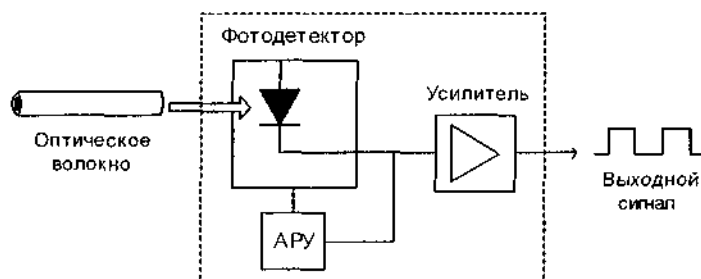 Фотодетектор
Усилитель
Оптическое
волокно
АРУ
Выходной
сигнал